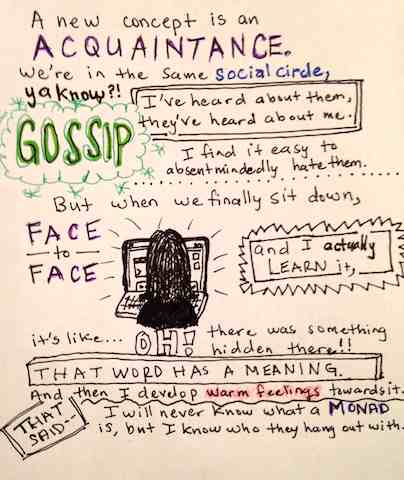 A new concept is an
ACQUAINTANCE.
We're in the same social circle,
ya know?!
I've heard about them,
they've heard about me.
GOSSIP
I find it easy to
absentmindedly hate them.
But when we finally sit down,
FACE
to
FACE
and I actually
LEARN it,
it's like... OH! there was something
hidden there!!
THAT WORD HAS A MEANING.
And then I develop warm feelings towards it.
THAT
SAID--
I will never know what a MONAD
is, but I know who they hang out with.